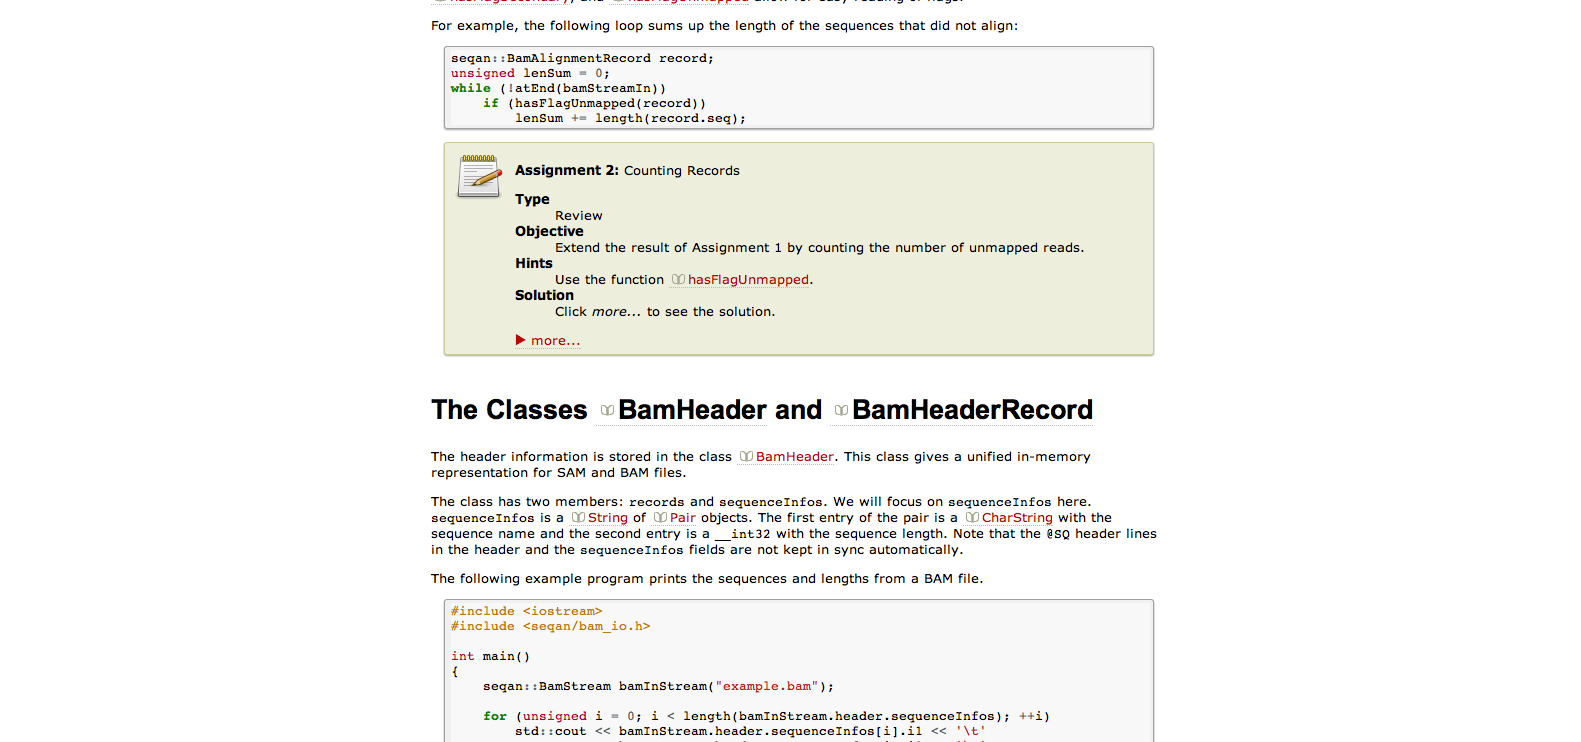 For example, the following loop sums up the length of the sequences that did not align:
seqan::BamAlignmentRecord record;
unsigned lenSum = 0;
while (!atEnd(bamStreamIn))
    if (hasFlagUnmapped(record))
        lenSum += length(record.seq);
Assignment 2: Counting Records
Type
Review
Objective
Extend the result of Assignment 1 by counting the number of unmapped reads.
Hints
Use the function hasFlagUnmapped.
Solution
Click more... to see the solution.
more...
The Classes BamHeader and BamHeaderRecord
The header information is stored in the class BamHeader. This class gives a unified in-memory
representation for SAM and BAM files.
The class has two members: records and sequenceInfos. We will focus on sequenceInfos here.
sequenceInfos is a String of Pair objects. The first entry of the pair is a CharString with the
sequence name and the second entry is a __int32 with the sequence length. Note that the @SQ header lines
in the header and the sequenceInfos fields are not kept in sync automatically.
The following example program prints the sequences and lengths from a BAM file.
#include <iostream>
#include <seqan/bam_io.h>
int main()
{
    seqan::BamStream bamInStream("example.bam");
    for (unsigned i = 0; i < length(bamInStream.header.sequenceInfos); ++i)
        std::cout << bamInStream.header.sequenceInfos[i].i1 << '\t'